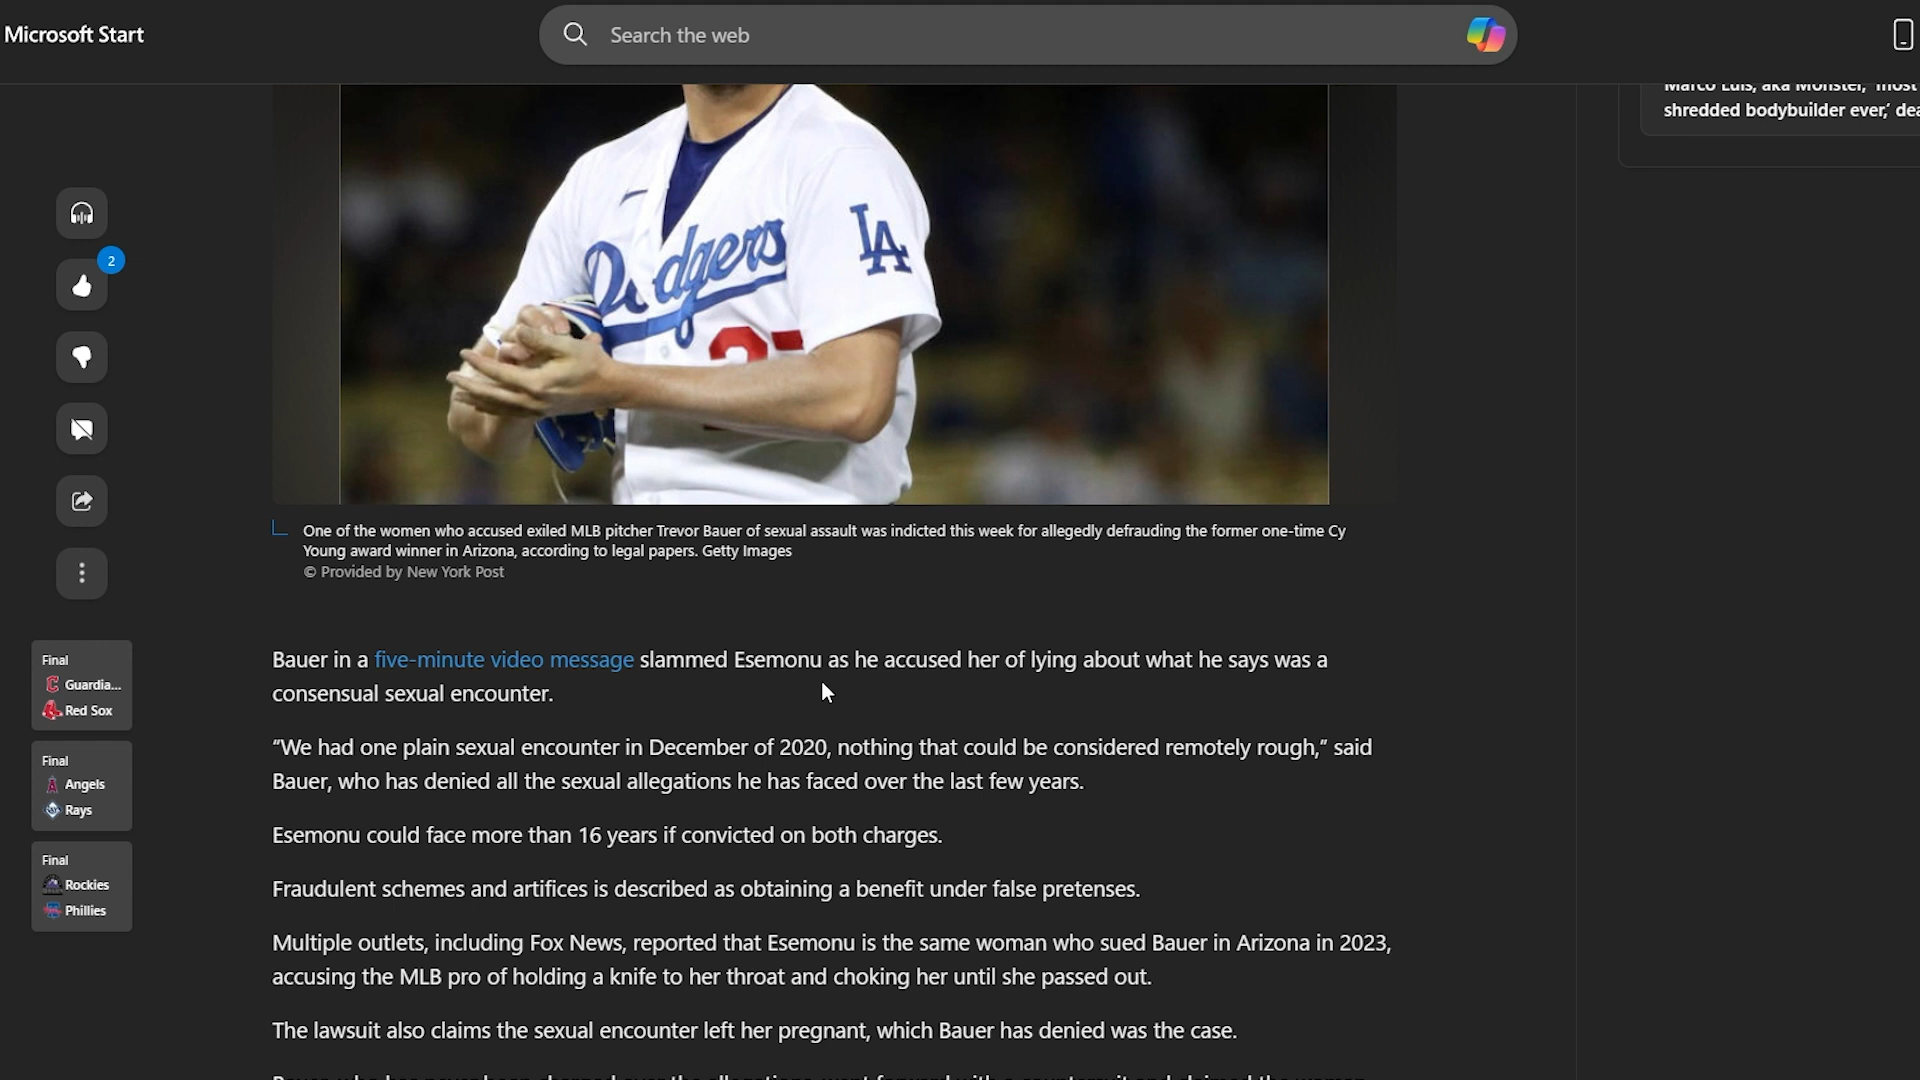 Microsoft Start
Search the web
Marco Luis, aka Monster, 'most
shredded bodybuilder ever,' dea
Dodgers
LA
2
One of the women who accused exiled MLB pitcher Trevor Bauer of sexual assault was indicted this week for allegedly defrauding the former one-time Cy
Young award winner in Arizona, according to legal papers. Getty Images
© Provided by New York Post
Final
Guardia...
Red Sox
Final
Angels
Rays
Final
Rockies
Phillies
Bauer in a five-minute video message slammed Esemonu as he accused her of lying about what he says was a
consensual sexual encounter.
“We had one plain sexual encounter in December of 2020, nothing that could be considered remotely rough,” said
Bauer, who has denied all the sexual allegations he has faced over the last few years.
Esemonu could face more than 16 years if convicted on both charges.
Fraudulent schemes and artifices is described as obtaining a benefit under false pretenses.
Multiple outlets, including Fox News, reported that Esemonu is the same woman who sued Bauer in Arizona in 2023,
accusing the MLB pro of holding a knife to her throat and choking her until she passed out.
The lawsuit also claims the sexual encounter left her pregnant, which Bauer has denied was the case.